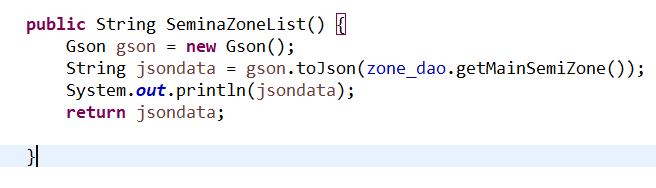 public String SeminaZoneList() {
    Gson gson = new Gson();
    String jsondata = gson.toJson(zone_dao.getMainSemiZone());
    System.out.println(jsondata);
    return jsondata;
}